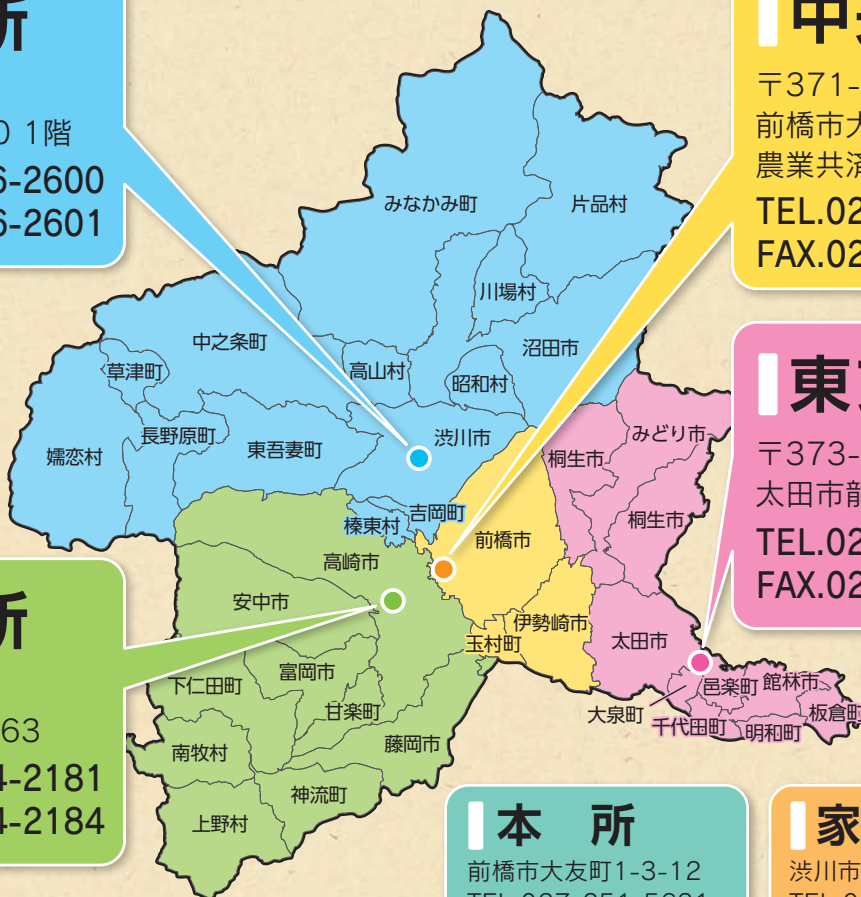 所
1階
6-2600
6-2601
〒371-
前橋市
農業共済
TEL.02
FAX.02
みなかみ町
片品村
川場村
中之条町
沼田市
草津町
高山村
昭和村
嬬恋村
長野原町
東吾妻町
渋川市
みどり市
桐生市
榛東村
吉岡町
前橋市
桐生市
高崎市
安中市
伊勢崎市
玉村町
太田市
下仁田町
富岡市
甘楽町
南牧村
藤岡市
上野村
神流町
大泉町
邑楽町
館林市
千代田町
明和町
板倉町
東
〒373-
太田市
TEL.02
FAX.02
所
63
4-2181
4-2184
本　所
前橋市大友町1-3-12
家
渋川市